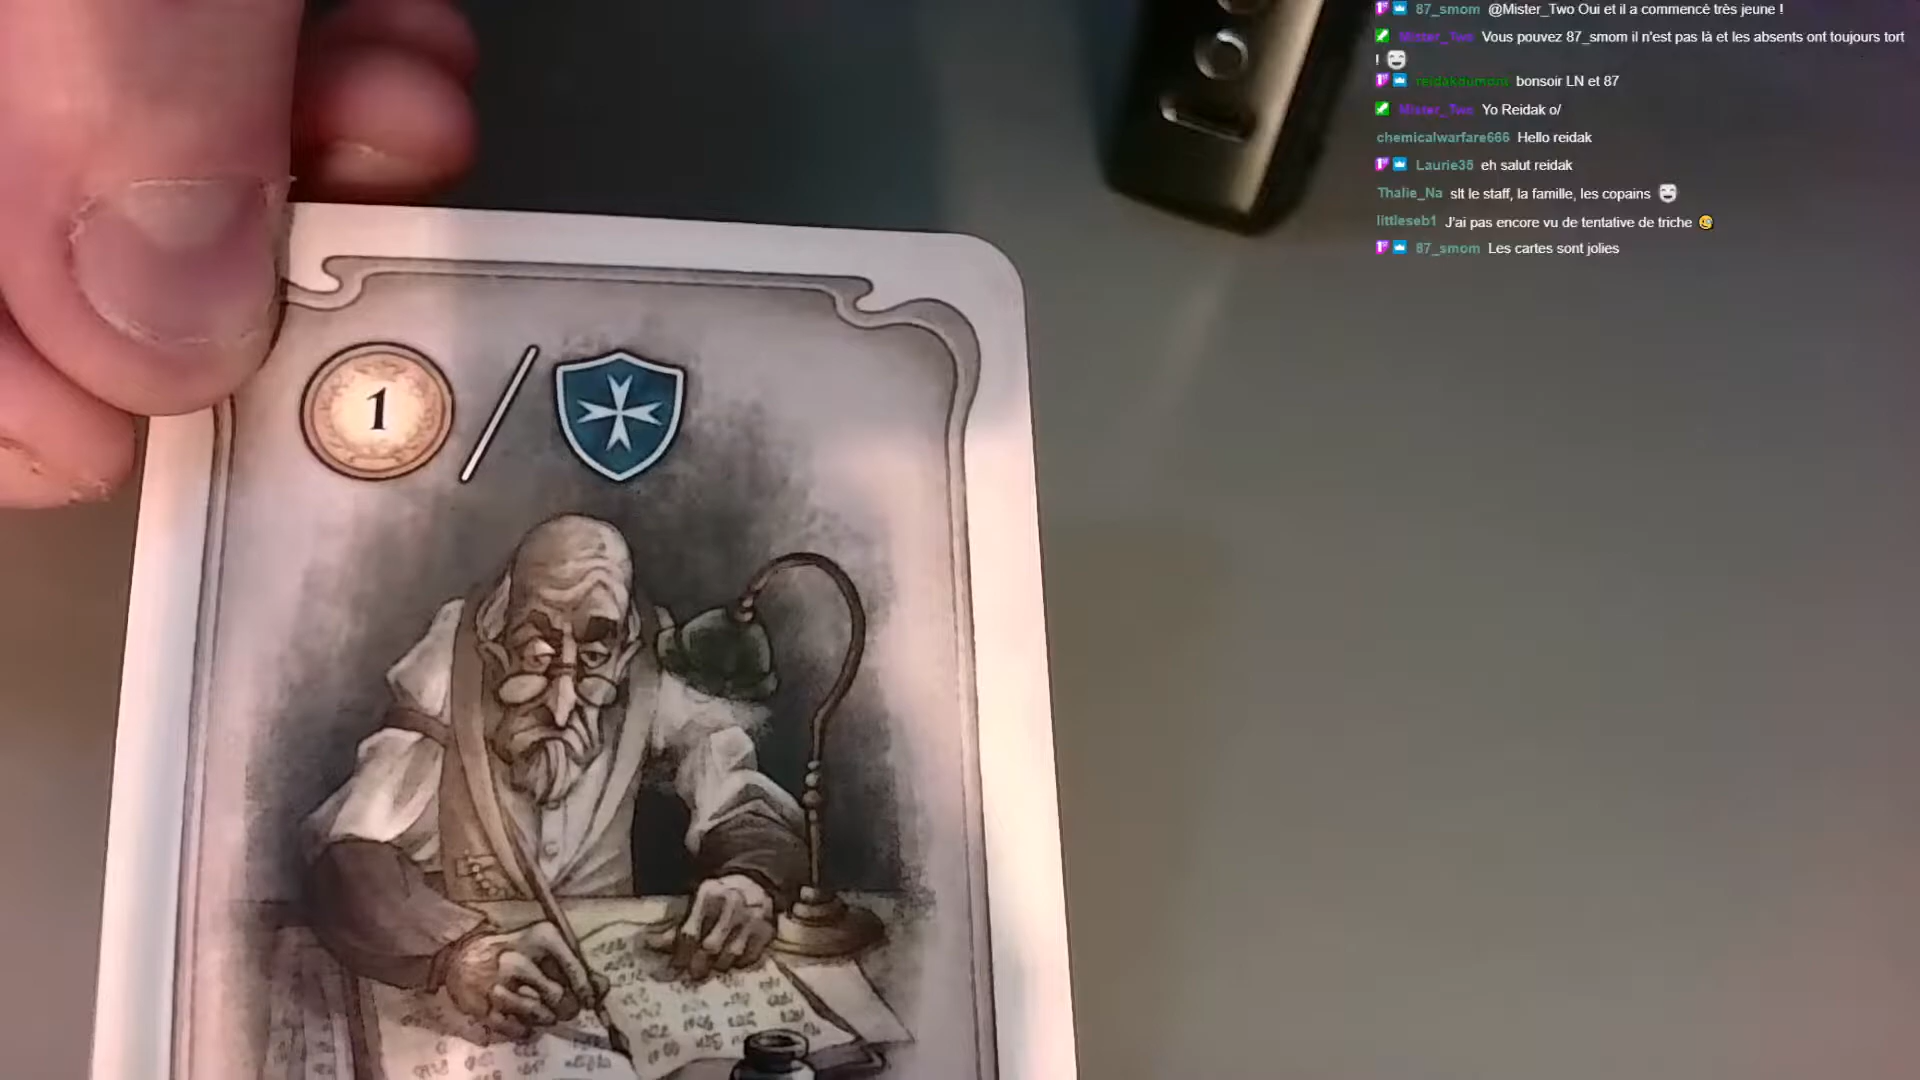 87_smom @Mister_Two Oui et il a commencé très jeune !
Mister_Two Vous pouvez 87_smom il n'est pas là et les absents ont toujours tort
!
reidakdumont bonsoir LN et 87
Mister_Two Yo Reidak o/
chemicalwarfare666 Hello reidak
Laurie35 eh salut reidak
Thalie_Na slt le staff, la famille, les copains
littleseb1 J'ai pas encore vu de tentative de triche
87_smom Les cartes sont jolies
1